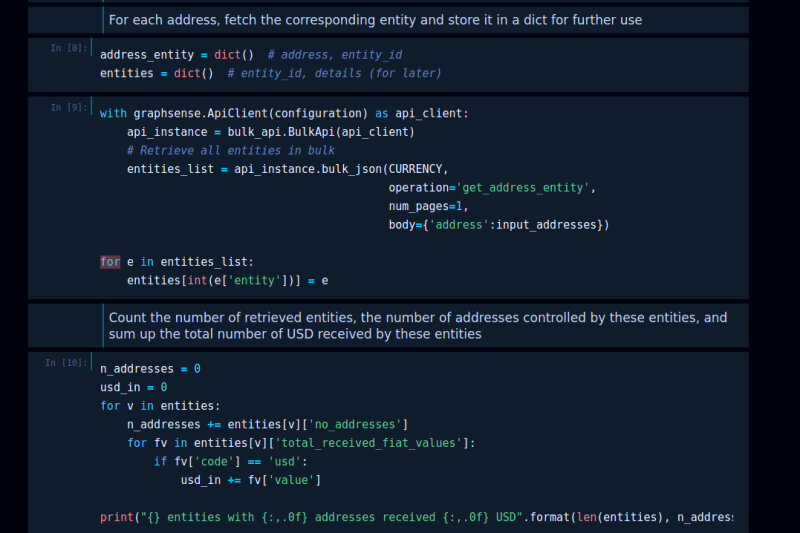 For each address, fetch the corresponding entity and store it in a dict for further use
In [8]:
address_entity = dict()  # address, entity_id
entities = dict()  # entity_id, details (for later)
In [9]:
with graphsense.ApiClient(configuration) as api_client:
    api_instance = bulk_api.BulkApi(api_client)
    # Retrieve all entities in bulk
    entities_list = api_instance.bulk_json(CURRENCY,
                                           operation='get_address_entity',
                                           num_pages=1,
                                           body={'address':input_addresses})
for e in entities_list:
    entities[int(e['entity'])] = e
Count the number of retrieved entities, the number of addresses controlled by these entities, and
sum up the total number of USD received by these entities
In [10]:
n_addresses = 0
usd_in = 0
for v in entities:
    n_addresses += entities[v]['no_addresses']
    for fv in entities[v]['total_received_fiat_values']:
        if fv['code'] == 'usd':
            usd_in += fv['value']
print("{} entities with {:,.0f} addresses received {:,.0f} USD".format(len(entities), n_address